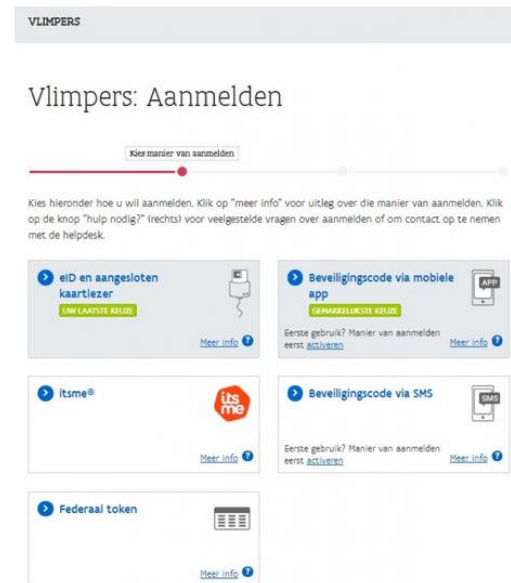 VLIMPERS
Vlimpers: Aanmelden
Kies manier van aanmelden
Kies hieronder hoe u wil aanmelden. Klik op "meer info" voor uitleg over die manier van aanmelden. Klik
op de knop "hulp nodig?" (rechts) voor veelgestelde vragen over aanmelden of om contact op te nemen
met de helpdesk.
eID en aangesloten
kaartlezer
UW LAATSTE KEUZE
Meer info ?
Beveiligingscode via mobiele
app
APP
GEMAKKELIJKSTE KEUZE
Eerste gebruik? Manier van aanmelden
eerst activeren
Meer info ?
itsme®
its
me
Meer info ?
Beveiligingscode via SMS
SMS
Eerste gebruik? Manier van aanmelden
eerst activeren
Meer info ?
Federaal token
Meer info ?